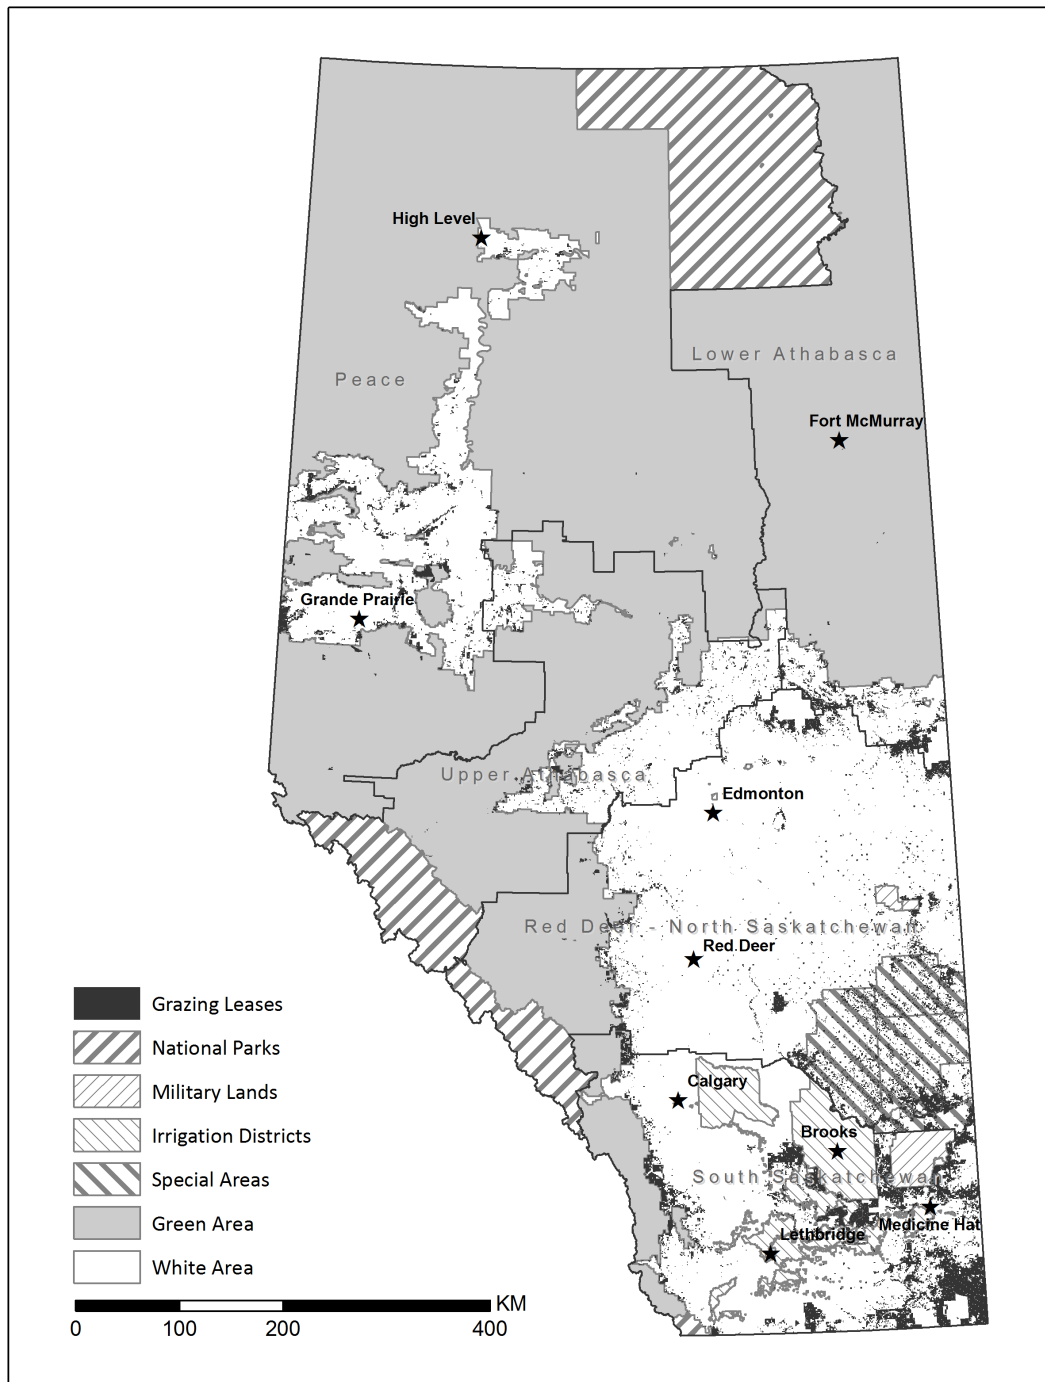 High Level
Lower Athabasca
Peace
Fort McMurray
Grande Prairie
Upper Athabasca
Edmonton
Red Deer - North Saskatchewan
Red Deer
Calgary
Brooks
South Saskatchewan
Medicine Hat
Lethbridge
Grazing Leases
National Parks
Military Lands
Irrigation Districts
Special Areas
Green Area
White Area
KM
0 100 200 400